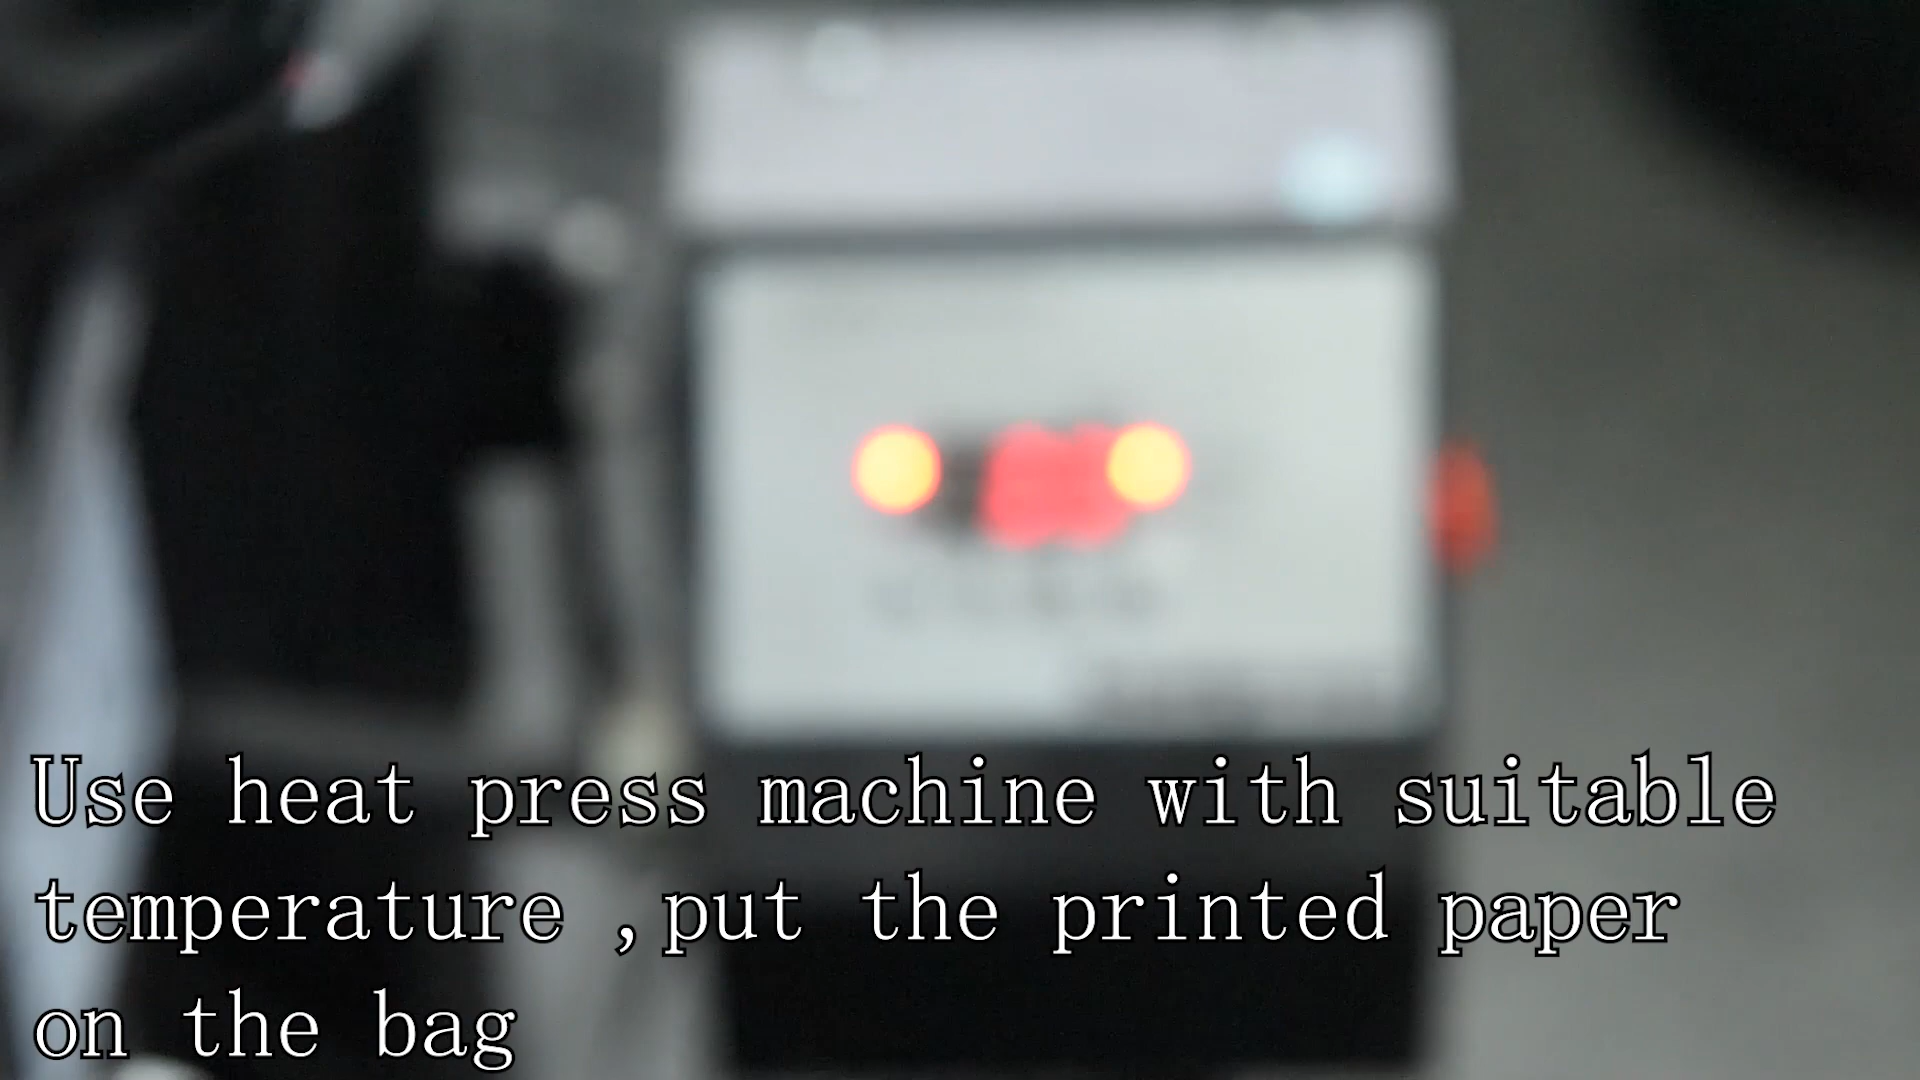 Use heat press machine with suitable
temperature ,put the printed paper
on the bag